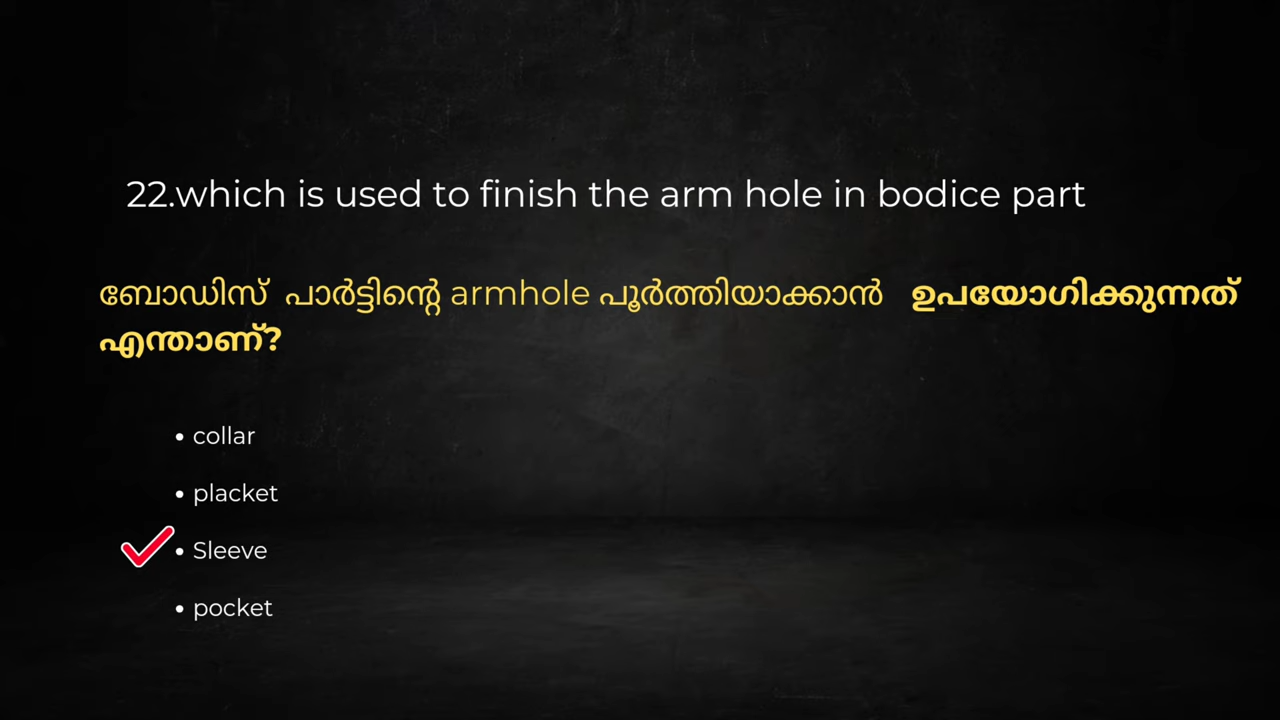 22.which is used to finish the arm hole in bodice part
ബോഡിസ് പാർട്ടിന്റെ armhole പൂർത്തിയാക്കാൻ ഉപയോഗിക്കുന്നത്
എന്താണ്?
• collar
• placket
• Sleeve
• pocket